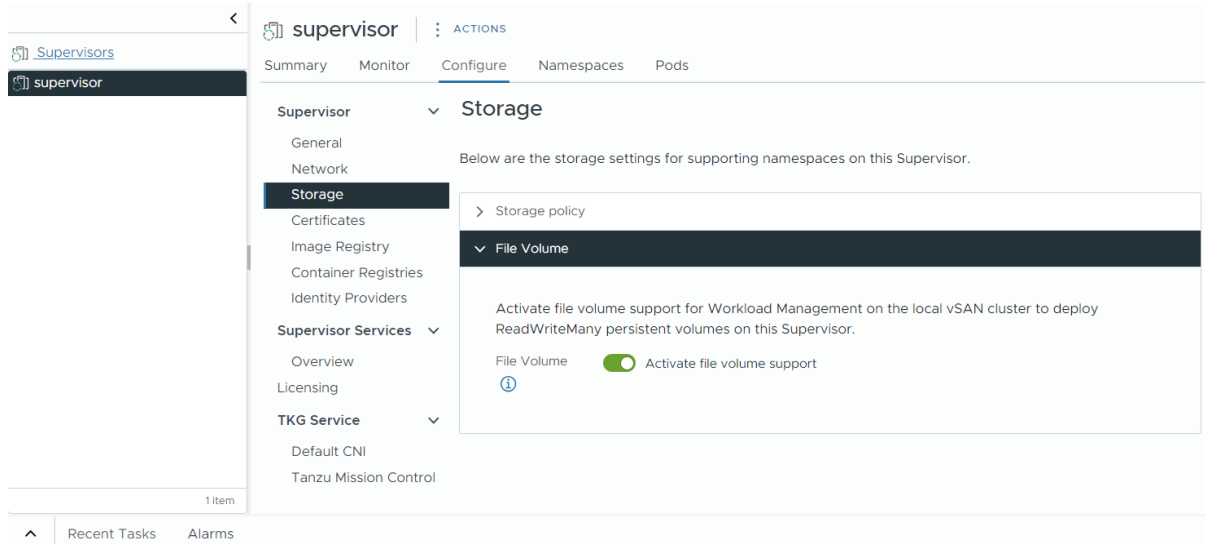 supervisor
ACTIONS
Supervisors
supervisor
1 item
Summary Monitor Configure Namespaces Pods
Supervisor
General
Network
Storage
Certificates
Image Registry
Container Registries
Identity Providers
Supervisor Services
Overview
Licensing
TKG Service
Default CNI
Tanzu Mission Control
Storage
Below are the storage settings for supporting namespaces on this Supervisor.
Storage policy
File Volume
Activate file volume support for Workload Management on the local vSAN cluster to deploy
ReadWriteMany persistent volumes on this Supervisor.
File Volume Activate file volume support
Recent Tasks Alarms